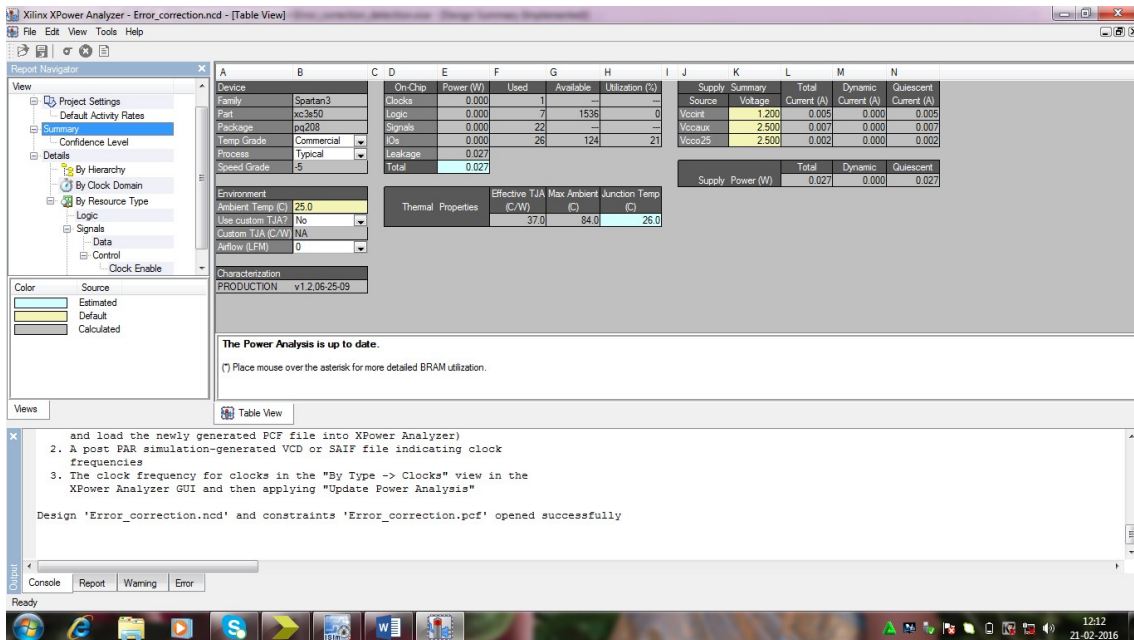 Xilinx XPower Analyzer - Error_correction.ncd - [Table View]
File Edit View Tools Help
Report Navigator
View
Project Settings
Default Activity Rates
Summary
Confidence Level
Details
By Hierarchy
By Clock Domain
By Resource Type
Logic
Signals
Data
Control
Clock Enable
Color Source
Estimated
Default
Calculated
Views
A B C D E F G H I J K L M N
Device
Family Spartan3
Part xc3s50
Package pq208
Temp Grade Commercial
Process Typical
Speed Grade -5
Environment
Ambient Temp (C) 25.0
Use custom TJA? No
Custom TJA (C/W) NA
Airflow (LFM) 0
Characterization
PRODUCTION v1.2,06-25-09
On-Chip Power (W) Used Available Utilization (%)
Clocks 0.000 1 --- ---
Logic 0.000 7 1536 0
Signals 0.000 22 --- ---
IOs 0.000 26 124 21
Leakage 0.027
Total 0.027
Effective TJA Max Ambient Junction Temp
Thermal Properties (C/W) (C) (C)
37.0 84.0 26.0
Supply Summary Total Dynamic Quiescent
Source Voltage Current (A) Current (A) Current (A)
Vccint 1.200 0.005 0.000 0.005
Vccaux 2.500 0.007 0.000 0.007
Vcco25 2.500 0.002 0.000 0.002
Total Dynamic Quiescent
Supply Power (W) 0.027 0.000 0.027
The Power Analysis is up to date.
(*) Place mouse over the asterisk for more detailed BRAM utilization.
Table View
and load the newly generated PCF file into XPower Analyzer)
2. A post PAR simulation-generated VCD or SAIF file indicating clock
frequencies
3. The clock frequency for clocks in the "By Type -> Clocks" view in the
XPower Analyzer GUI and then applying "Update Power Analysis"
Design 'Error_correction.ncd' and constraints 'Error_correction.pcf' opened successfully
Output
Console Report Warning Error
Ready
12:12
21-02-2016